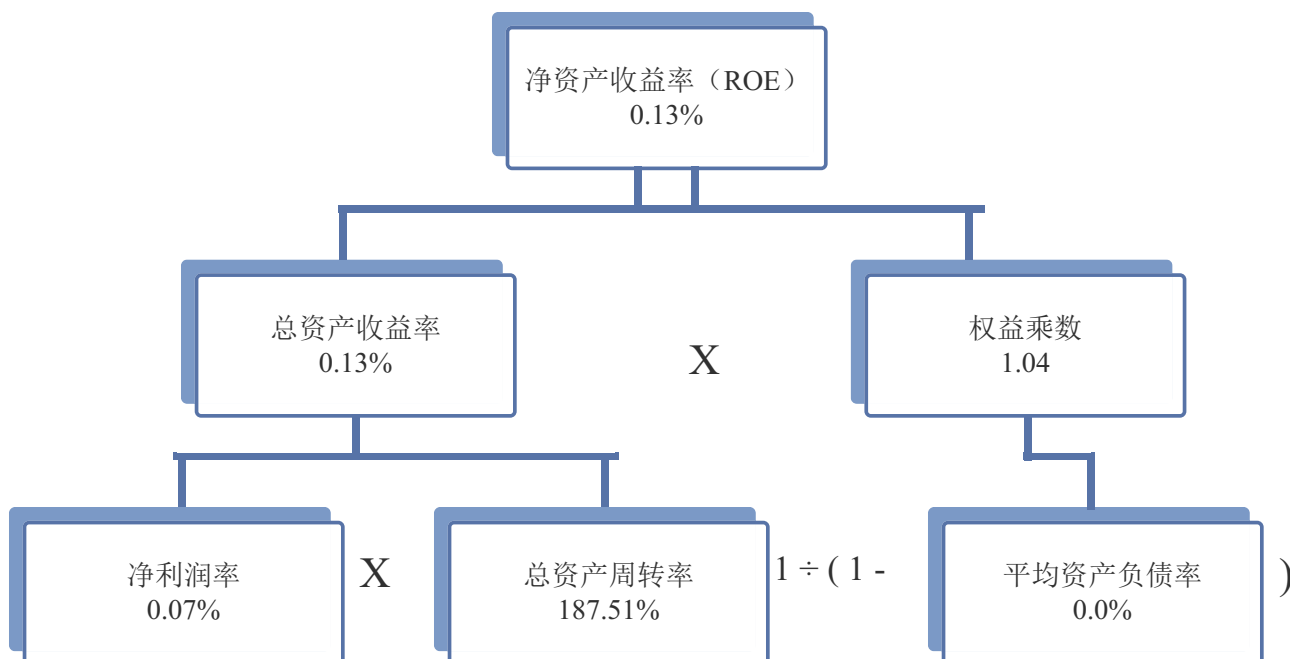 净资产收益率（ROE）
0.13%
总资产收益率
0.13%
X
权益乘数
1.04
净利润率
0.07%
X
总资产周转率
187.51%
1 ÷ ( 1 -
平均资产负债率
0.0%
)